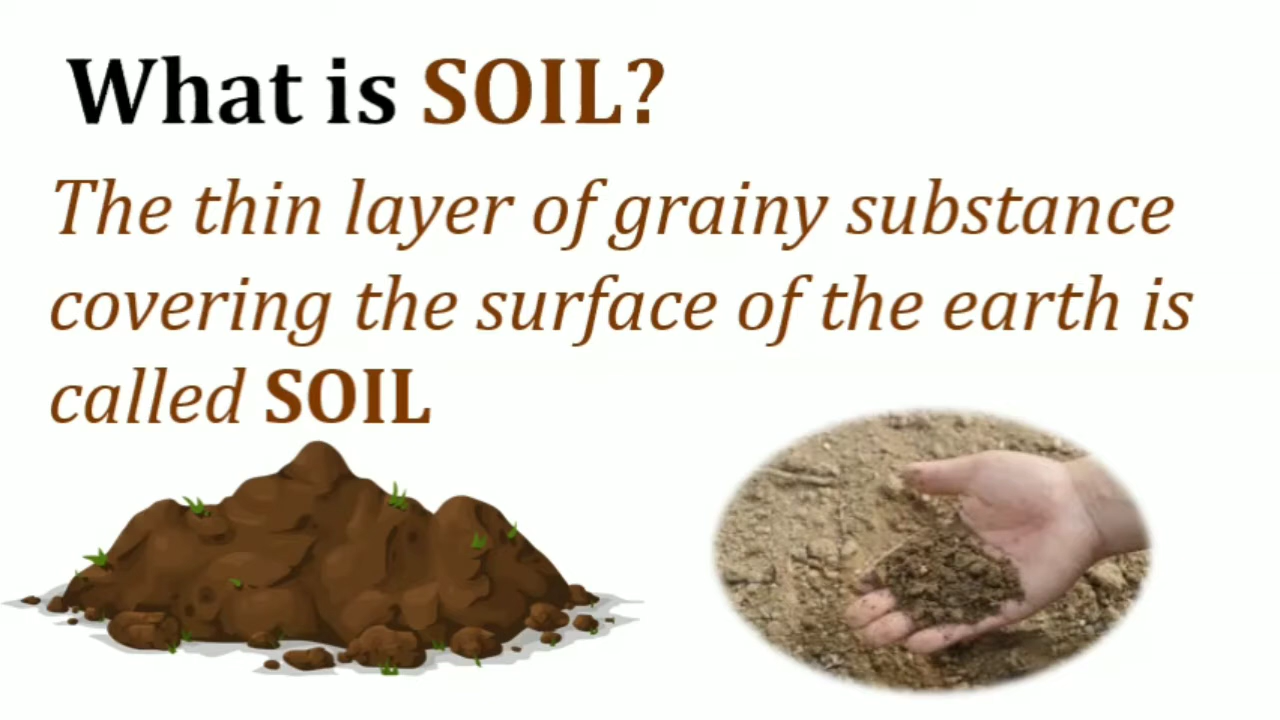 What is SOIL?
The thin layer of grainy substance
covering the surface of the earth is
called SOIL